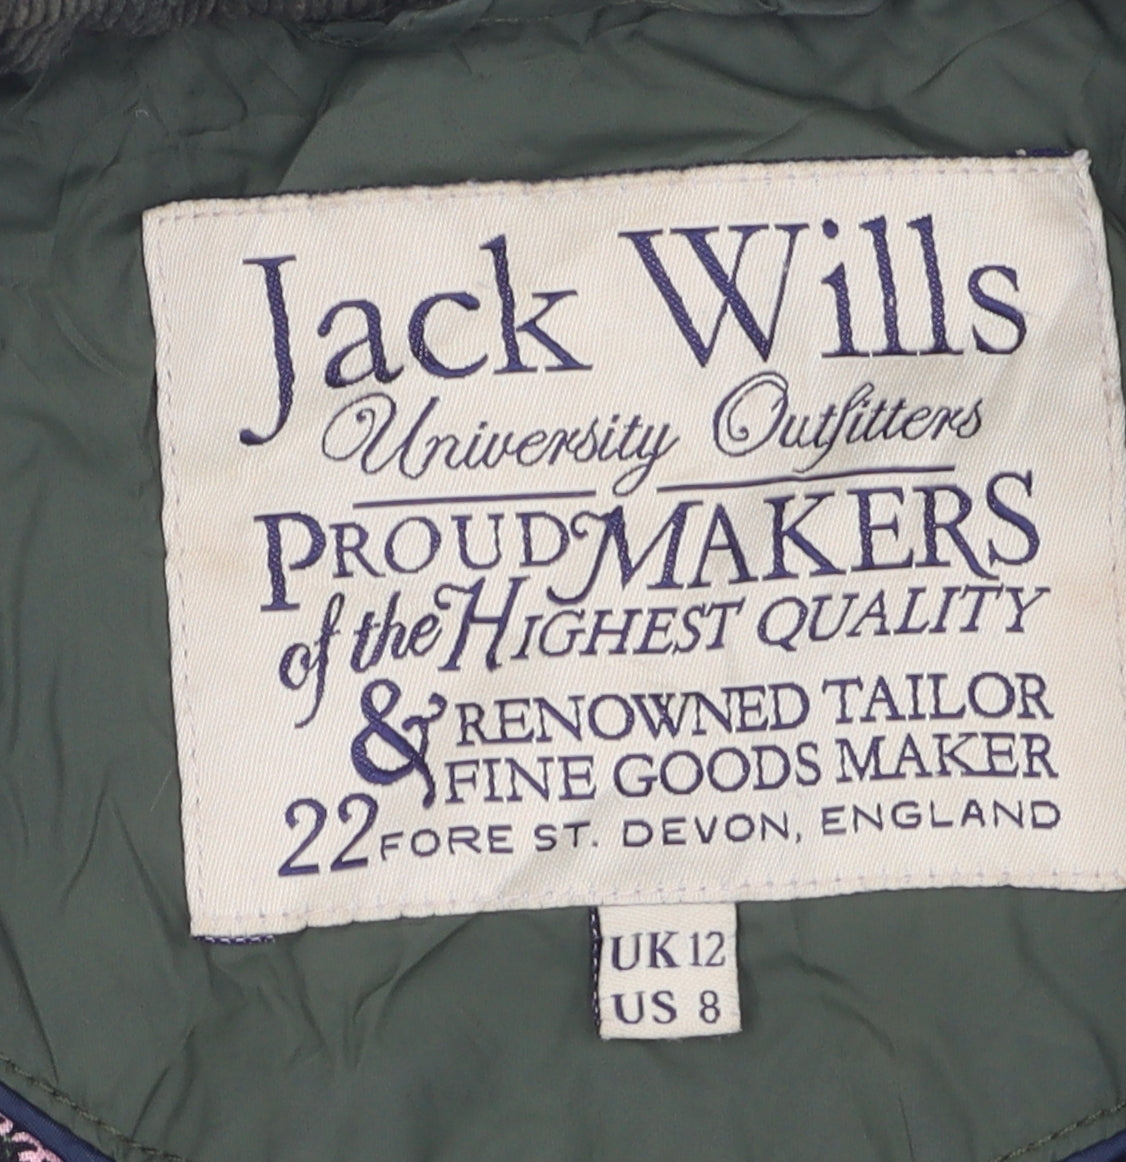 Jack Wills
University Outfitters
PROUD MAKERS
of the HIGHEST QUALITY
& RENOWNED TAILOR
FINE GOODS MAKER
22 FORE ST. DEVON, ENGLAND
UK 12
US 8